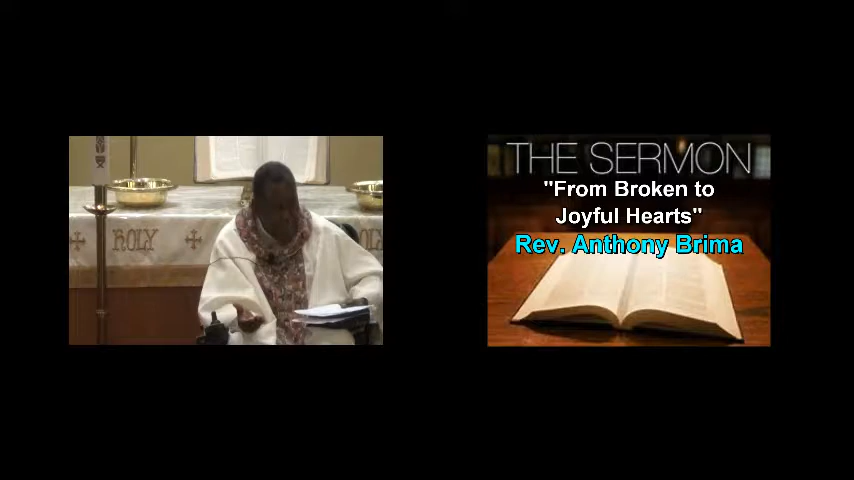 HOLY
THE SERMON
"From Broken to
Joyful Hearts"
Rev. Anthony Brima